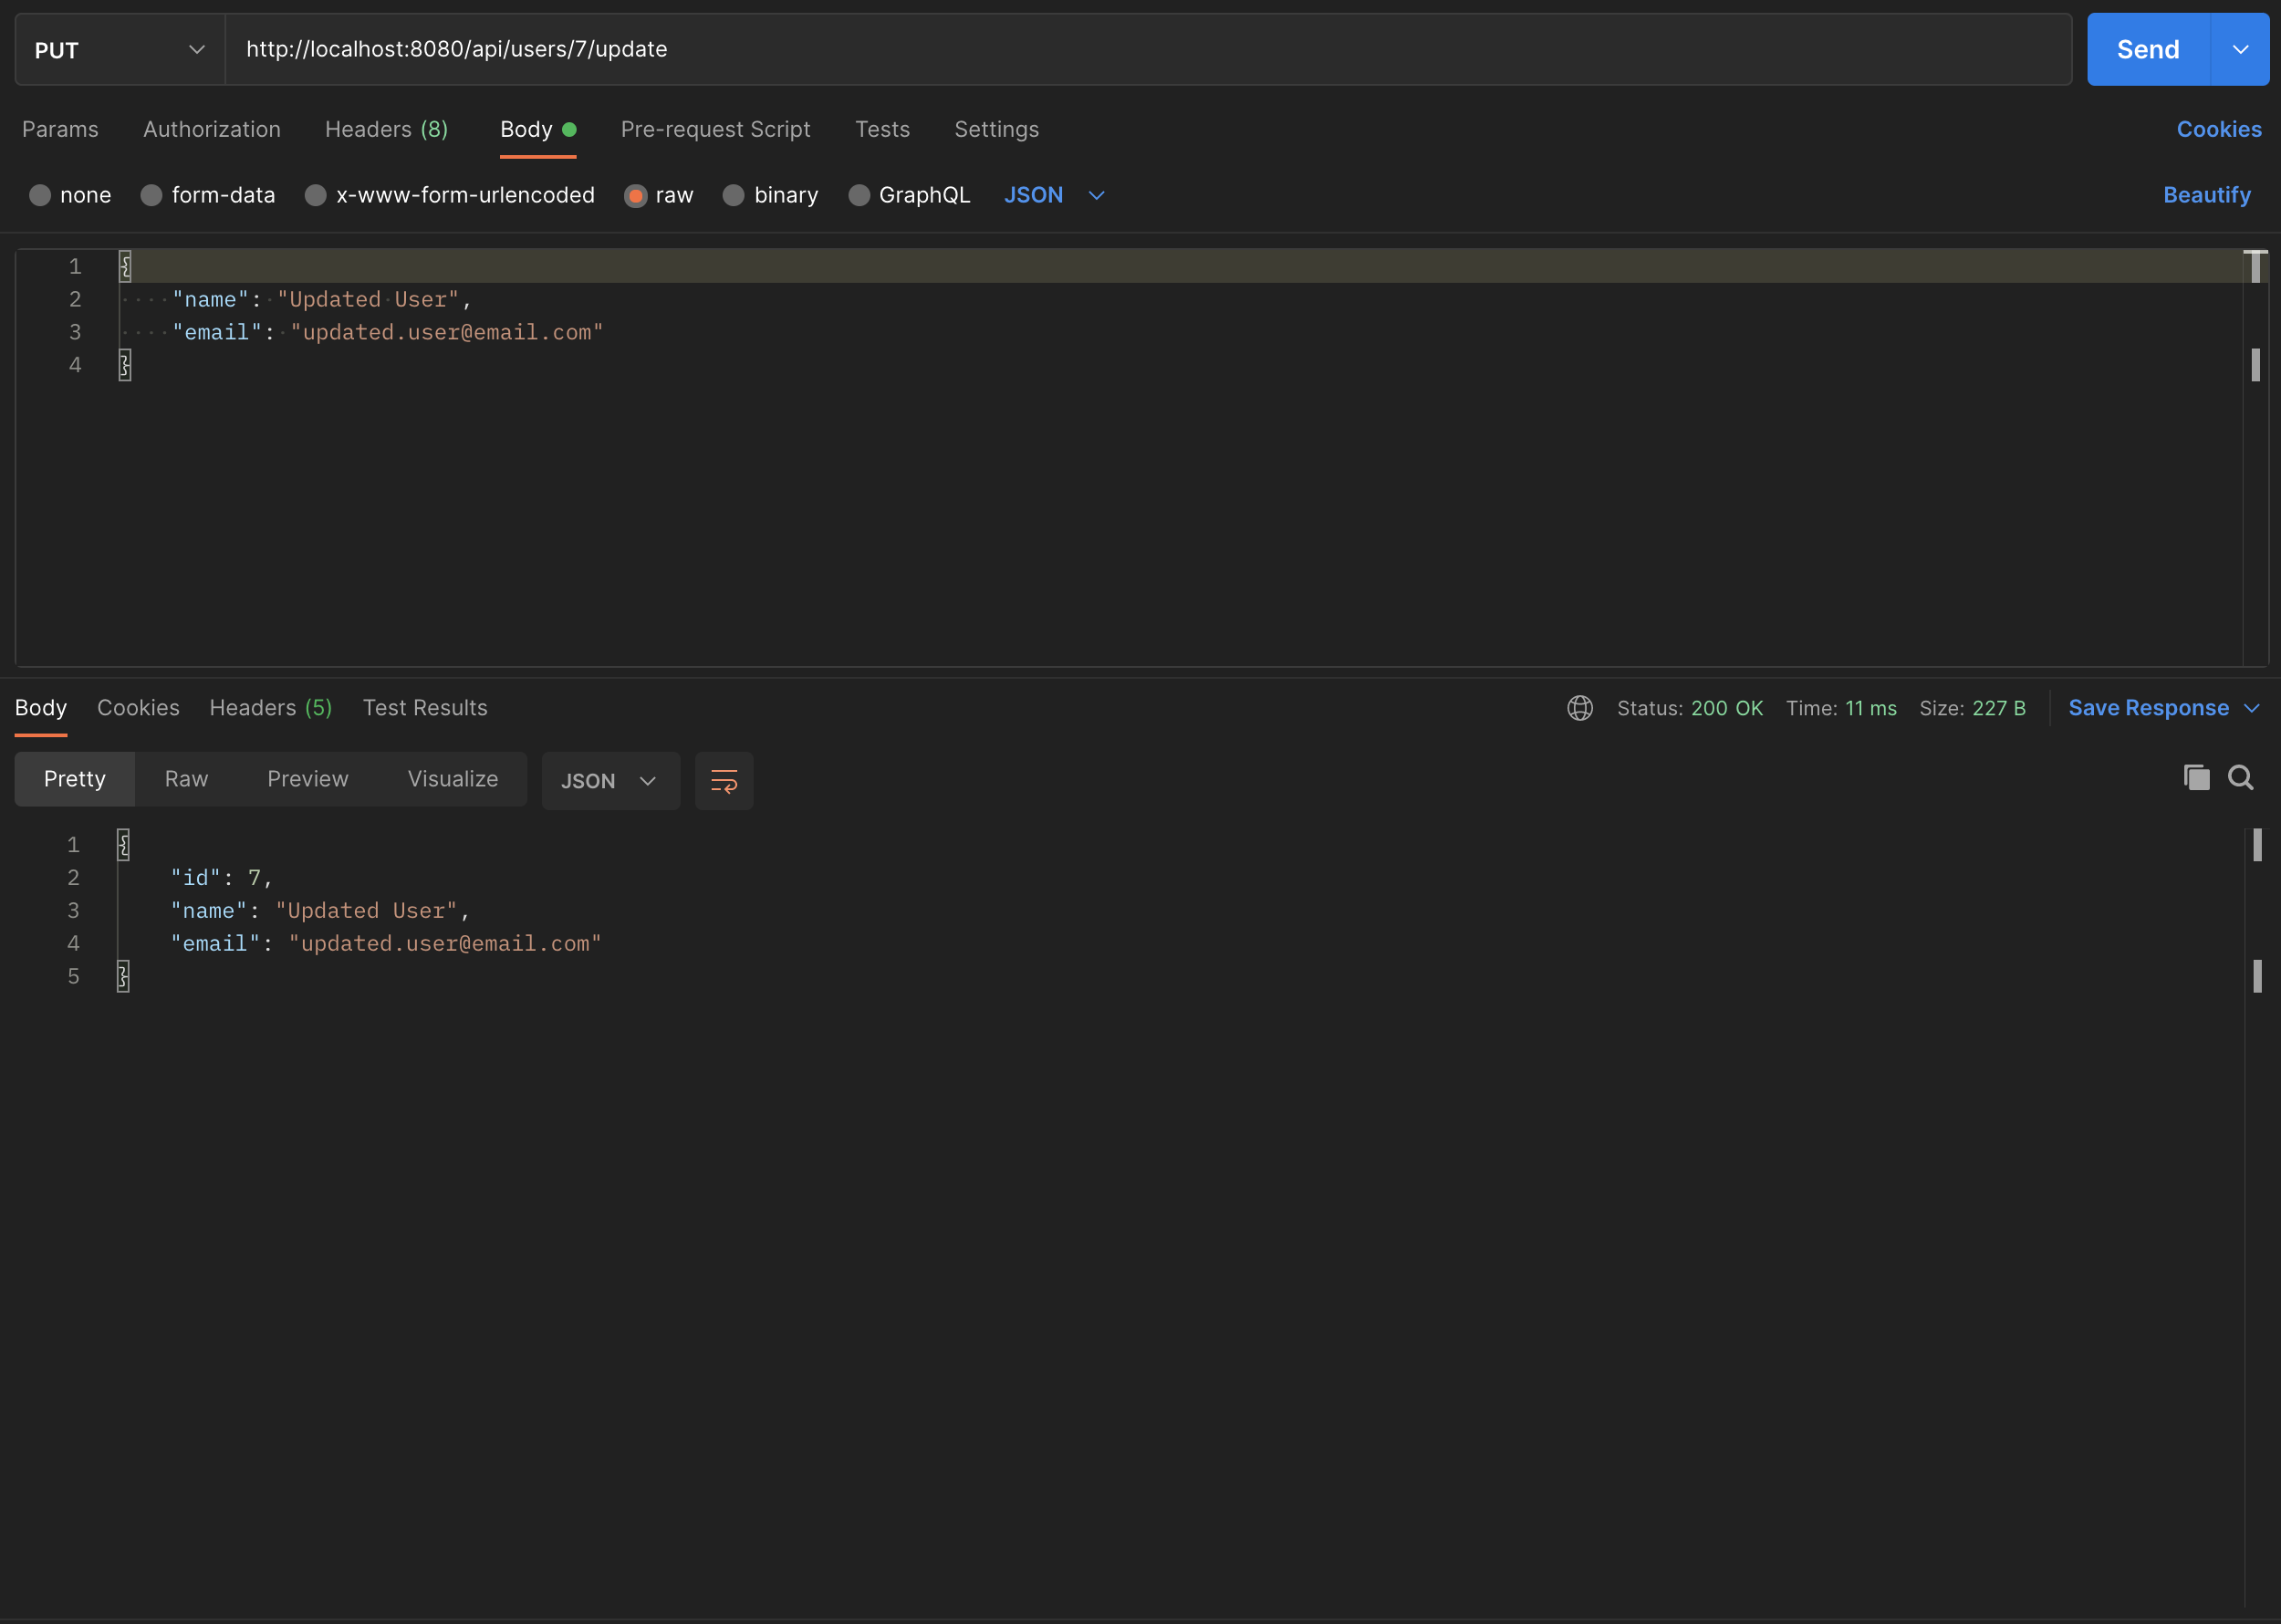 PUT http://localhost:8080/api/users/7/update Send
Params Authorization Headers (8) Body Pre-request Script Tests Settings Cookies
none form-data x-www-form-urlencoded raw binary GraphQL JSON Beautify
1 {
2 "name": "Updated User",
3 "email": "updated.user@email.com"
4 }
Body Cookies Headers (5) Test Results Status: 200 OK Time: 11 ms Size: 227 B Save Response
Pretty Raw Preview Visualize JSON
1 {
2 "id": 7,
3 "name": "Updated User",
4 "email": "updated.user@email.com"
5 }